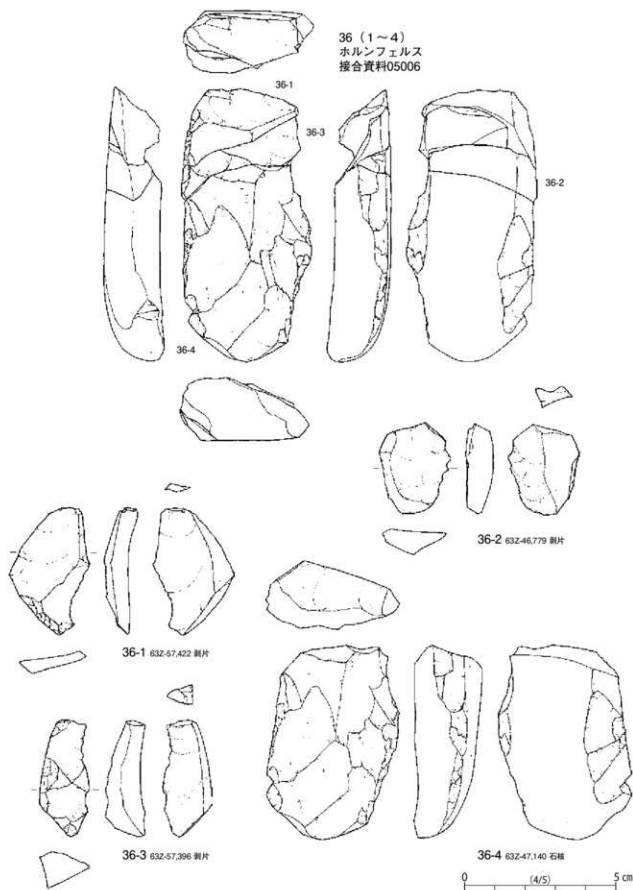 36（1～4）
ホルンフェルス
接合資料05006
36-1
36-3
36-2
36-4
36-2 63Z-46,779 剥片
36-1 63Z-57,422 剥片
36-3 63Z-57,396 剥片
36-4 63Z-47,140 石核
0 (4/5) 5 cm